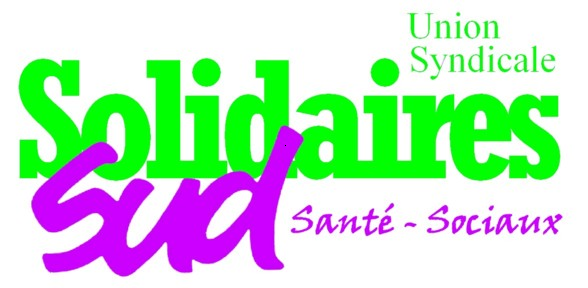 Union
Syndicale
Solidaires
Sud
Santé - Sociaux